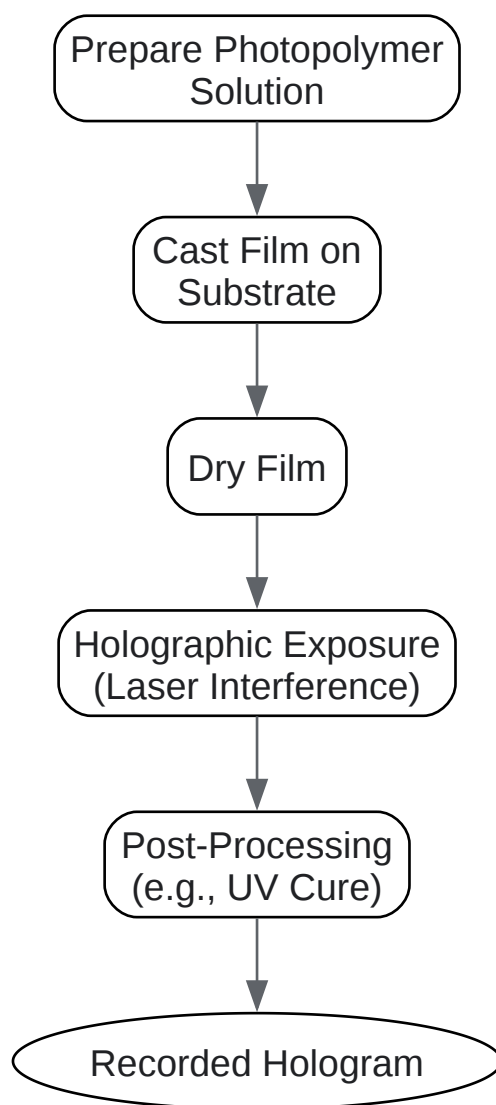 Prepare Photopolymer
Solution
Cast Film on
Substrate
Dry Film
Holographic Exposure
(Laser Interference)
Post-Processing
(e.g., UV Cure)
Recorded Hologram